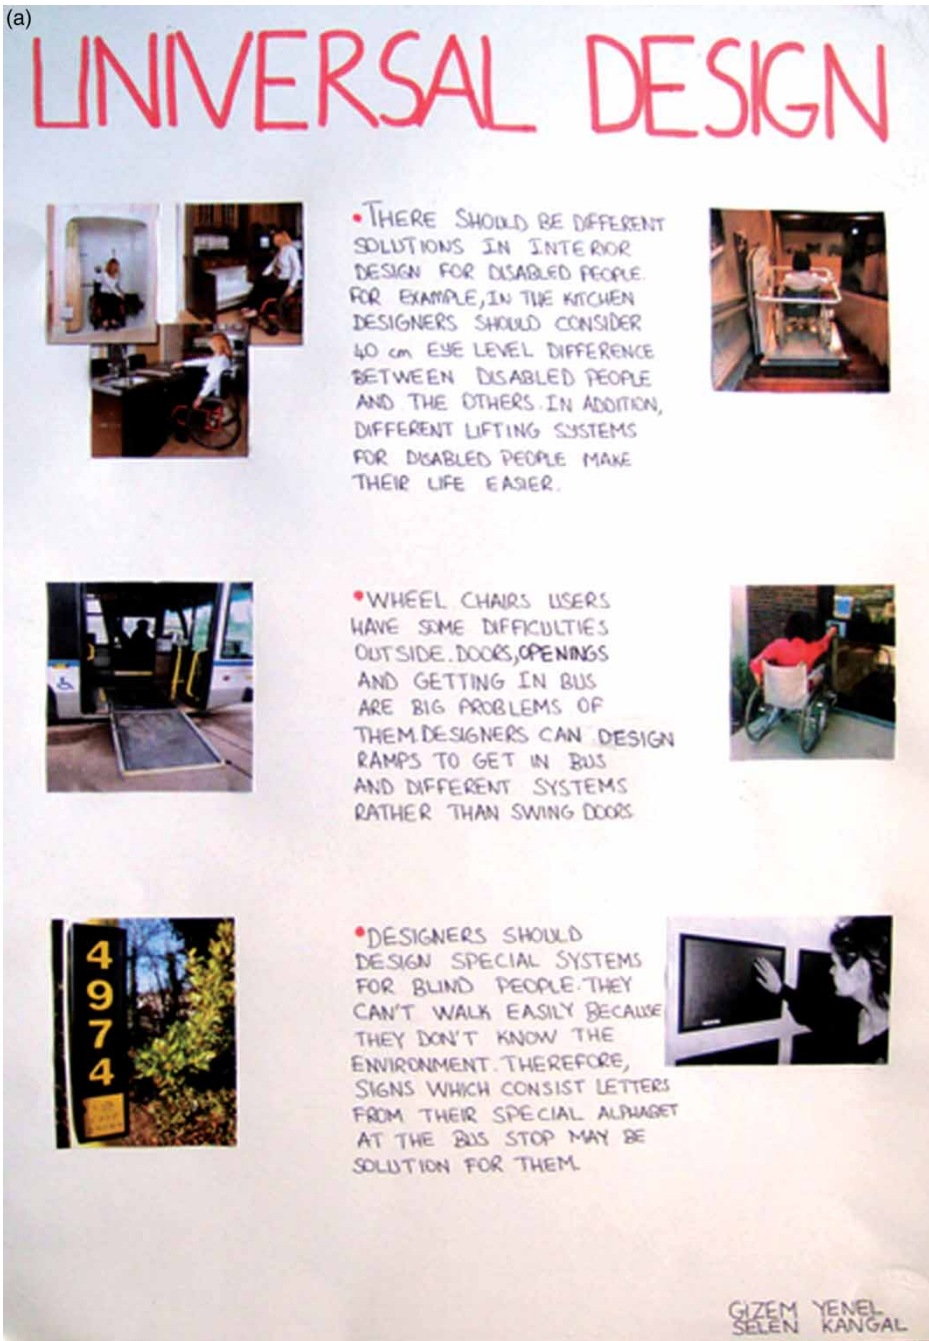 (a)
UNIVERSAL DESIGN
• THERE SHOULD BE DIFFERENT
SOLUTIONS IN INTERIOR
DESIGN FOR DISABLED PEOPLE.
FOR EXAMPLE, IN THE KITCHEN
DESIGNERS SHOULD CONSIDER
40 cm EYE LEVEL DIFFERENCE
BETWEEN DISABLED PEOPLE
AND THE OTHERS. IN ADDITION,
DIFFERENT LIFTING SYSTEMS
FOR DISABLED PEOPLE MAKE
THEIR LIFE EASIER.
• WHEEL CHAIRS USERS
HAVE SOME DIFFICULTIES
OUTSIDE. DOORS, OPENINGS
AND GETTING IN BUS
ARE BIG PROBLEMS OF
THEM. DESIGNERS CAN DESIGN
RAMPS TO GET IN BUS
AND DIFFERENT SYSTEMS
RATHER THAN SWING DOORS
• DESIGNERS SHOULD
DESIGN SPECIAL SYSTEMS
FOR BLIND PEOPLE. THEY
CAN'T WALK EASILY BECAUSE
THEY DON'T KNOW THE
ENVIRONMENT. THEREFORE,
SIGNS WHICH CONSIST LETTERS
FROM THEIR SPECIAL ALPHABET
AT THE BUS STOP MAY BE
SOLUTION FOR THEM.
4
9
7
4
GİZEM YENEL
SELEN KANGAL